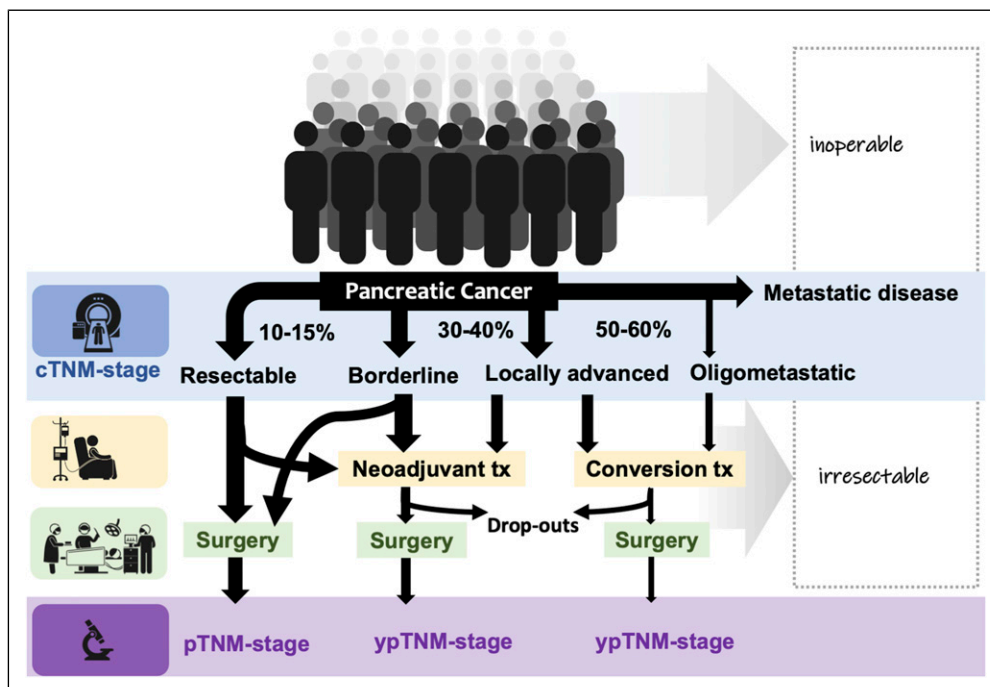 inoperable
Pancreatic Cancer
Metastatic disease
10-15%
30-40%
50-60%
cTNM-stage
Resectable
Borderline
Locally advanced
Oligometastatic
Neoadjuvant tx
Conversion tx
irresectable
Drop-outs
Surgery
Surgery
Surgery
pTNM-stage
ypTNM-stage
ypTNM-stage